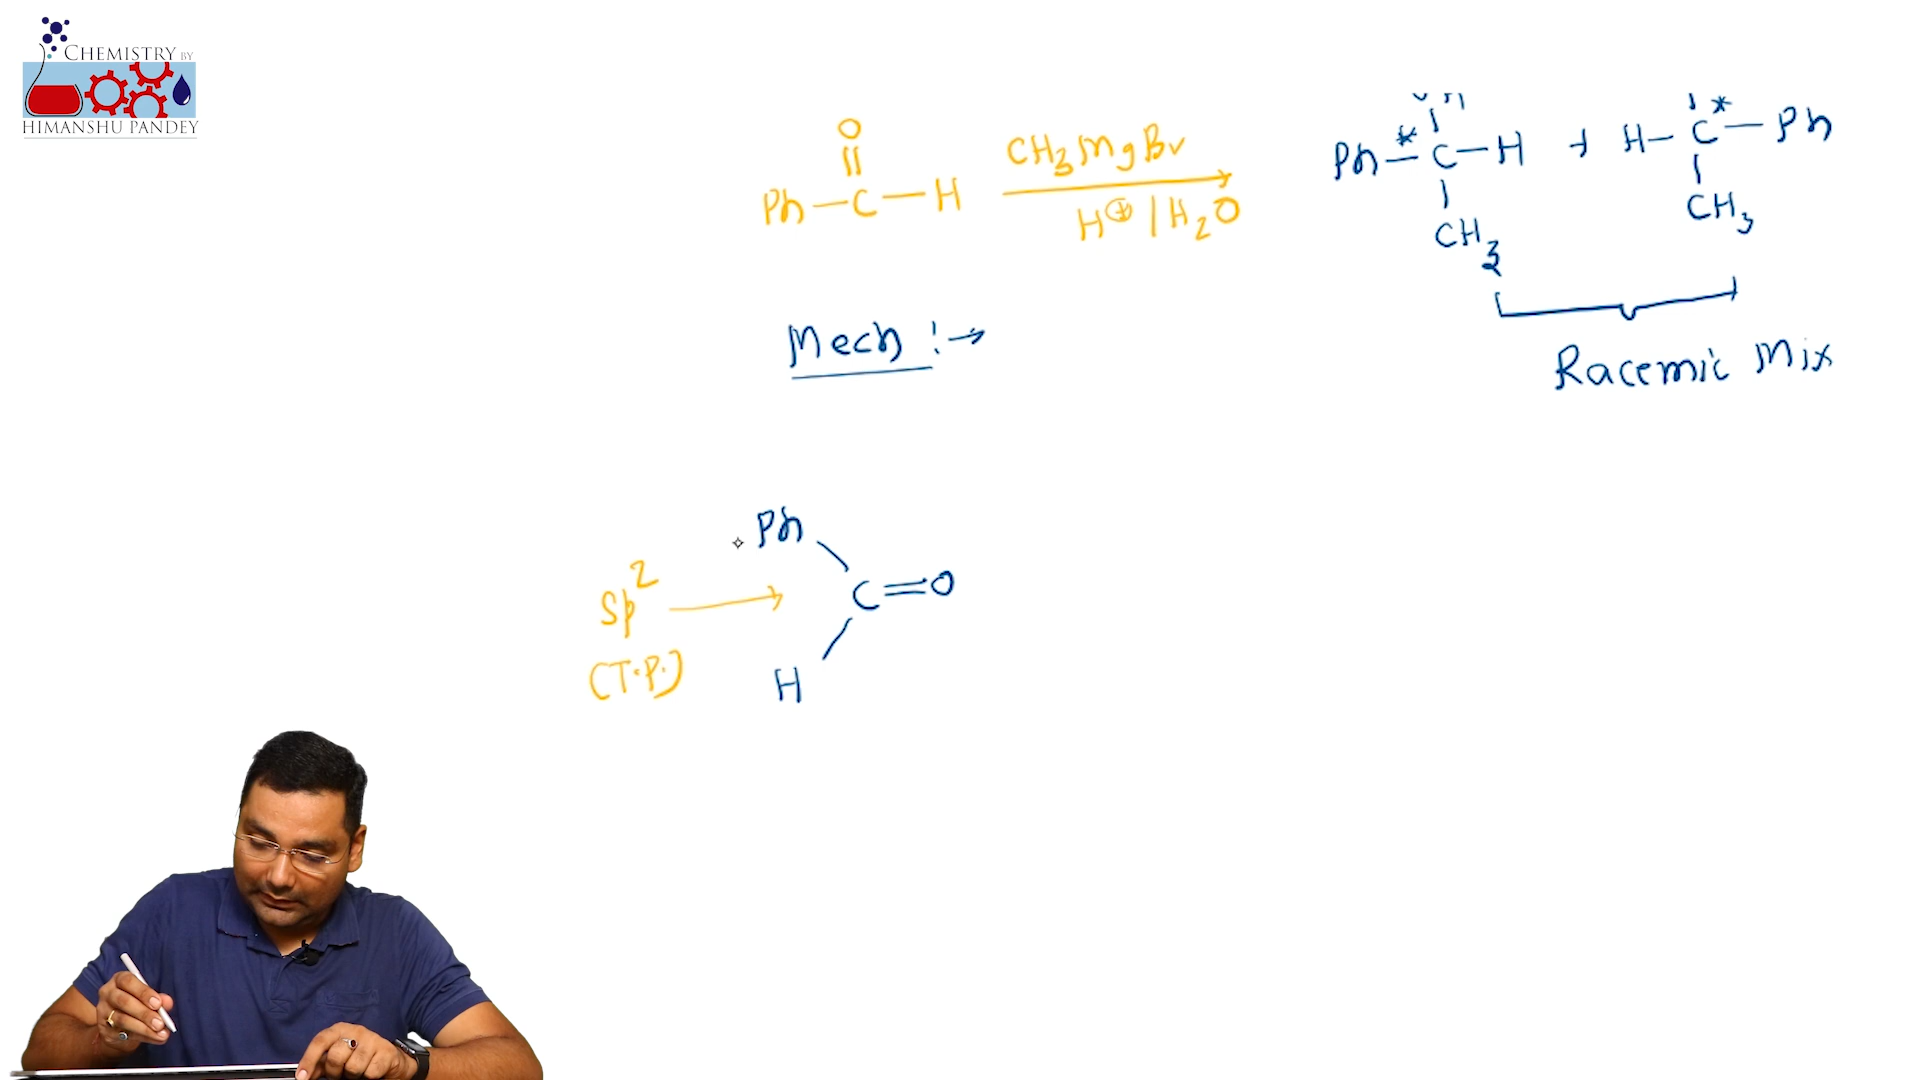 CHEMISTRY BY
HIMANSHU PANDEY
O
||
Ph—C—H
CH₃MgBr
H⊕/H₂O
Ph—C*—H + H—C*—Ph
CH₃
CH₃
Racemic Mix
Mech :→
Ph
Sp²
C=O
(T.P.)
H